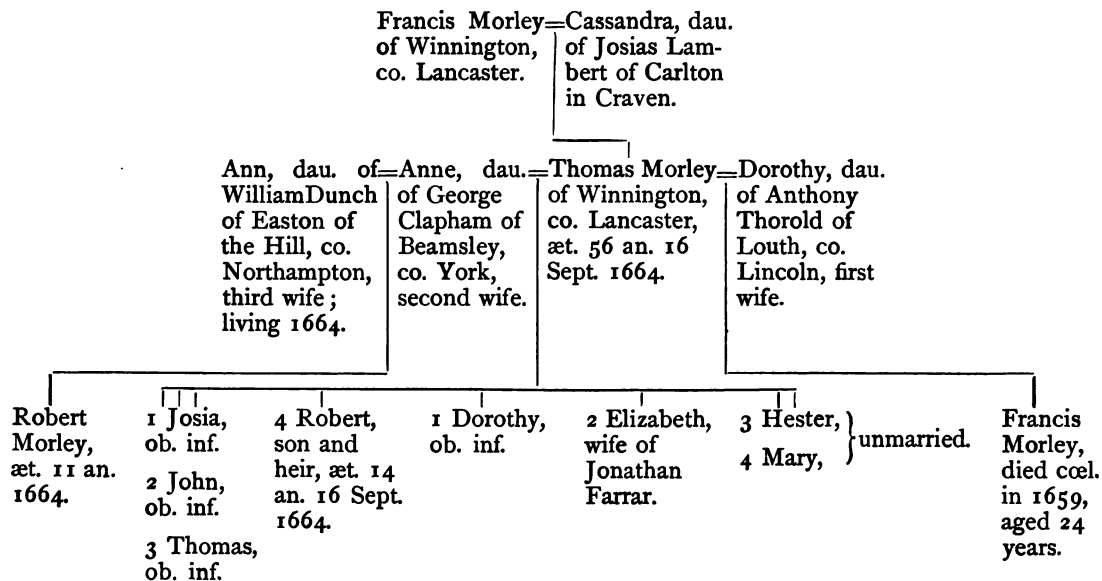 Francis Morley=Cassandra, dau.
of Winnington, of Josias Lam-
co. Lancaster. bert of Carlton
in Craven.
Ann, dau. of=Anne, dau.=Thomas Morley=Dorothy, dau.
WilliamDunch of George of Winnington, of Anthony
of Easton of Clapham of co. Lancaster, Thorold of
the Hill, co. Beamsley, æt. 56 an. 16 Louth, co.
Northampton, co. York, Sept. 1664. Lincoln, first
third wife; second wife. wife.
living 1664.
Robert
Morley,
æt. 11 an.
1664.
1 Josia,
ob. inf.
2 John,
ob. inf.
3 Thomas,
ob. inf.
4 Robert,
son and
heir, æt. 14
an. 16 Sept.
1664.
1 Dorothy,
ob. inf.
2 Elizabeth,
wife of
Jonathan
Farrar.
3 Hester,
4 Mary,
unmarried.
Francis
Morley,
died cœl.
in 1659,
aged 24
years.